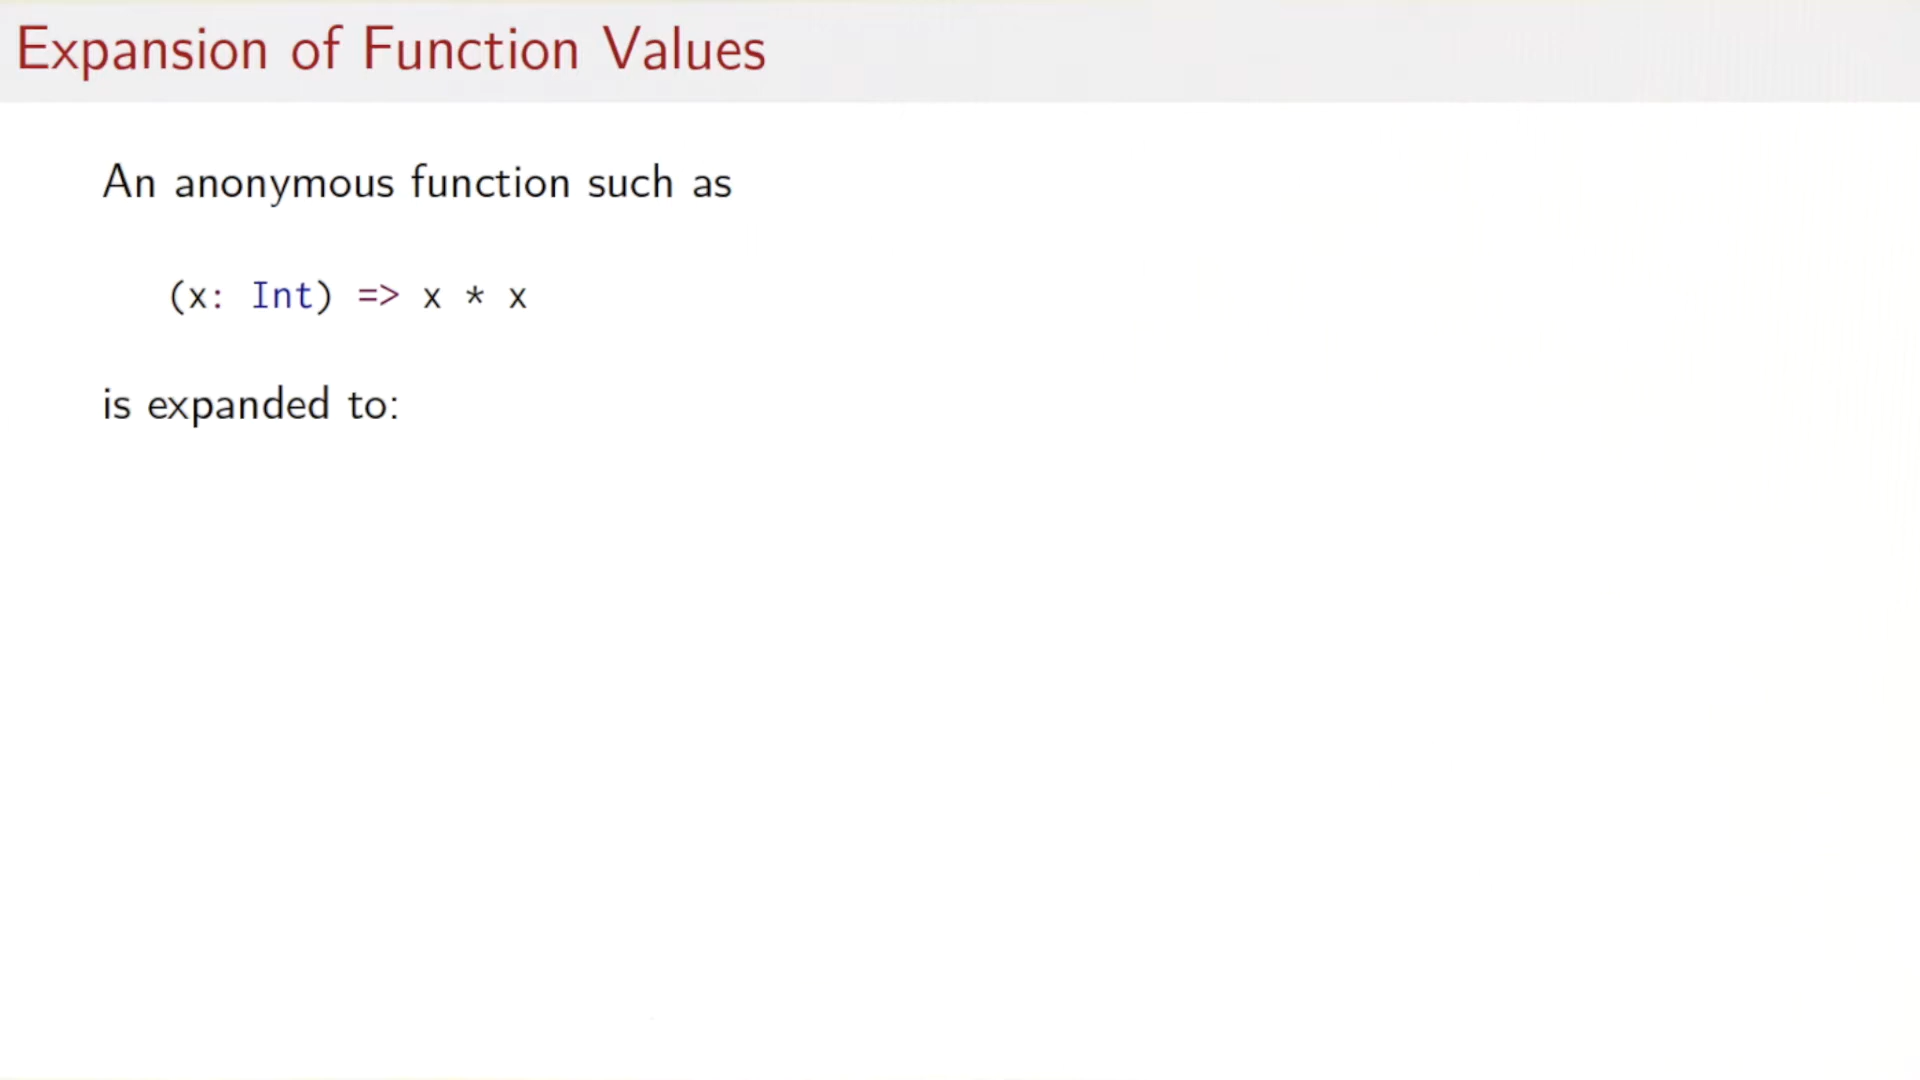 Expansion of Function Values
An anonymous function such as
(x: Int) => x * x
is expanded to: